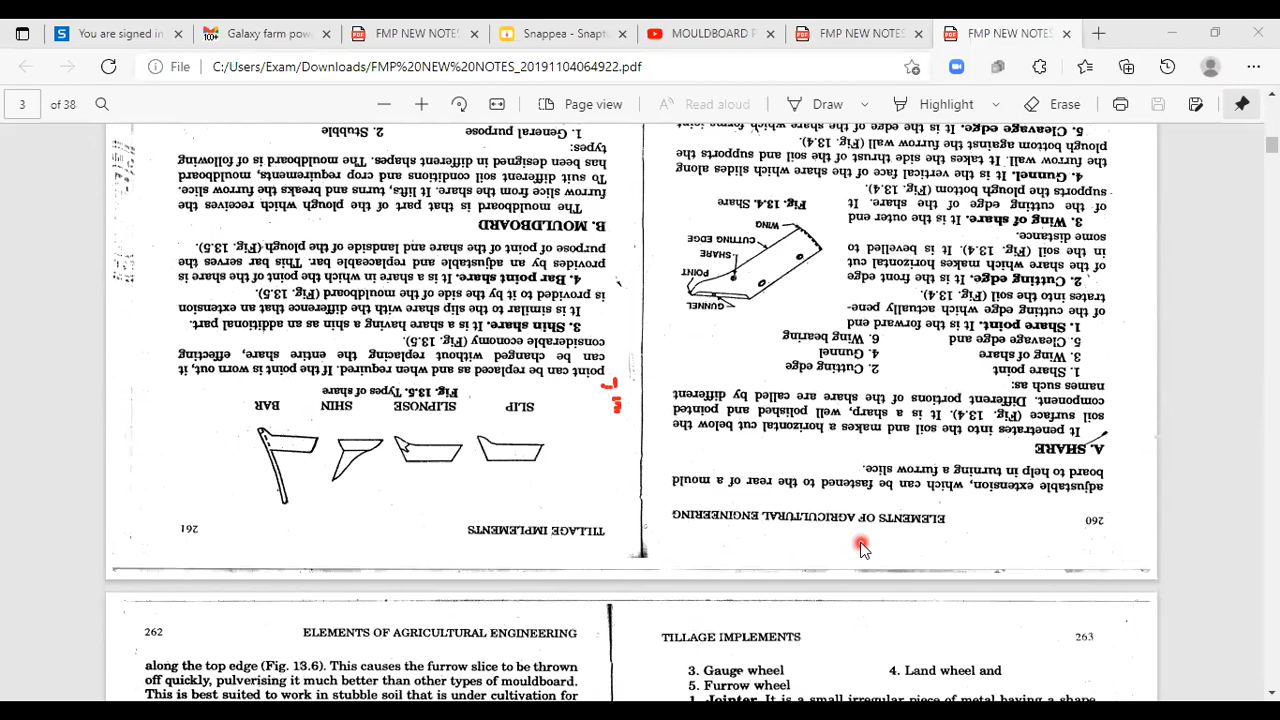 You are signed in
Galaxy farm pow
FMP NEW NOTES
Snappea - Snapt
MOULDBOARD P
FMP NEW NOTES
FMP NEW NOTES
File
C:/Users/Exam/Downloads/FMP%20NEW%20NOTES_20191104064922.pdf
3 of 38
Page view
Read aloud
Draw
Highlight
Erase
260
ELEMENTS OF AGRICULTURAL ENGINEERING
adjustable extension, which can be fastened to the rear of a mould
board to help in turning a furrow slice.
A. SHARE
It penetrates into the soil and makes a horizontal cut below the
soil surface (Fig. 13.4). It is a sharp, well polished and pointed
component. Different portions of the share are called by different
names such as:
1. Share point 2. Cutting edge
3. Wing of share 4. Gunnel
5. Cleavage edge and 6. Wing bearing
1. Share point. It is the forward end
of the cutting edge which actually pene-
trates into the soil (Fig. 13.4).
2. Cutting edge. It is the front edge
of the share which makes horizontal cut
in the soil (Fig. 13.4). It is bevelled to
some distance.
3. Wing of share. It is the outer end
of the cutting edge of the share. It
supports the plough bottom (Fig. 13.4).
GUNNEL
POINT
SHARE
CUTTING EDGE
WING
Fig. 13.4. Share
4. Gunnel. It is the vertical face of the share which slides along
the furrow wall. It takes the side thrust of the soil and supports the
plough bottom against the furrow wall (Fig. 13.4).
5. Cleavage edge. It is the edge of the share which forms joint
TILLAGE IMPLEMENTS
261
SLIP SLIPNOSE SHIN BAR
Fig. 13.5. Types of share
point can be replaced as and when required. If the point is worn out, it
can be changed without replacing the entire share, effecting
considerable economy (Fig. 13.5).
3. Shin share. It is a share having a shin as an additional part.
It is similar to the slip share with the difference that an extension
is provided to it by the side of the mouldboard (Fig. 13.5).
4. Bar point share. It is a share in which the point of the share is
provided by an adjustable and replaceable bar. This bar serves the
purpose of point of the share and landside of the plough (Fig. 13.5).
B. MOULDBOARD
The mouldboard is that part of the plough which receives the
furrow slice from the share. It lifts, turns and breaks the furrow slice.
To suit different soil conditions and crop requirements, mouldboard
has been designed in different shapes. The mouldboard is of following
types:
1. General purpose 2. Stubble
262
ELEMENTS OF AGRICULTURAL ENGINEERING
along the top edge (Fig. 13.6). This causes the furrow slice to be thrown
off quickly, pulverising it much better than other types of mouldboard.
This is best suited to work in stubble soil that is under cultivation for
TILLAGE IMPLEMENTS
263
3. Gauge wheel 4. Land wheel and
5. Furrow wheel
1. Jointer. It is a small irregular piece of metal having a shape